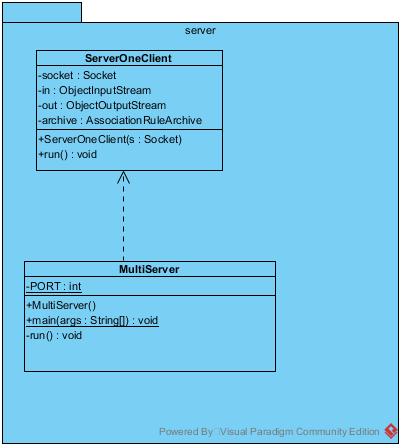 server
ServerOneClient
-socket : Socket
-in : ObjectInputStream
-out : ObjectOutputStream
-archive : AssociationRuleArchive
+ServerOneClient(s : Socket)
+run() : void
MultiServer
-PORT : int
+MultiServer()
+main(args : String[]) : void
-run() : void
Powered By Visual Paradigm Community Edition